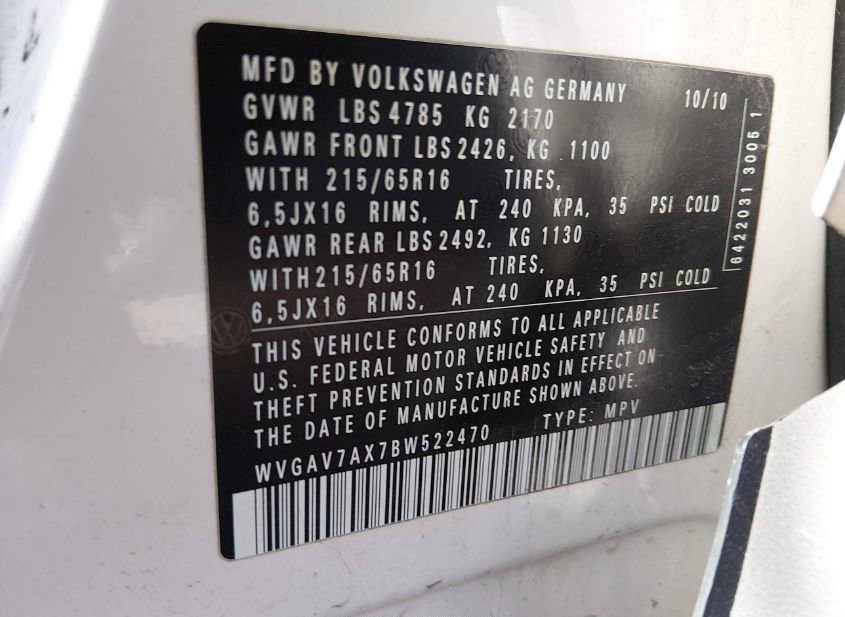 MFD BY VOLKSWAGEN AG GERMANY 10/10
GVWR LBS 4785 KG 2170
GAWR FRONT LBS 2426, KG 1100
WITH 215/65R16 TIRES,
6,5JX16 RIMS, AT 240 KPA, 35 PSI COLD
GAWR REAR LBS 2492, KG 1130
WITH 215/65R16 TIRES,
6,5JX16 RIMS, AT 240 KPA, 35 PSI COLD
THIS VEHICLE CONFORMS TO ALL APPLICABLE
U.S. FEDERAL MOTOR VEHICLE SAFETY AND
THEFT PREVENTION STANDARDS IN EFFECT ON
THE DATE OF MANUFACTURE SHOWN ABOVE.
WVGAV7AX7BW522470 TYPE: MPV
6422031 3005 1